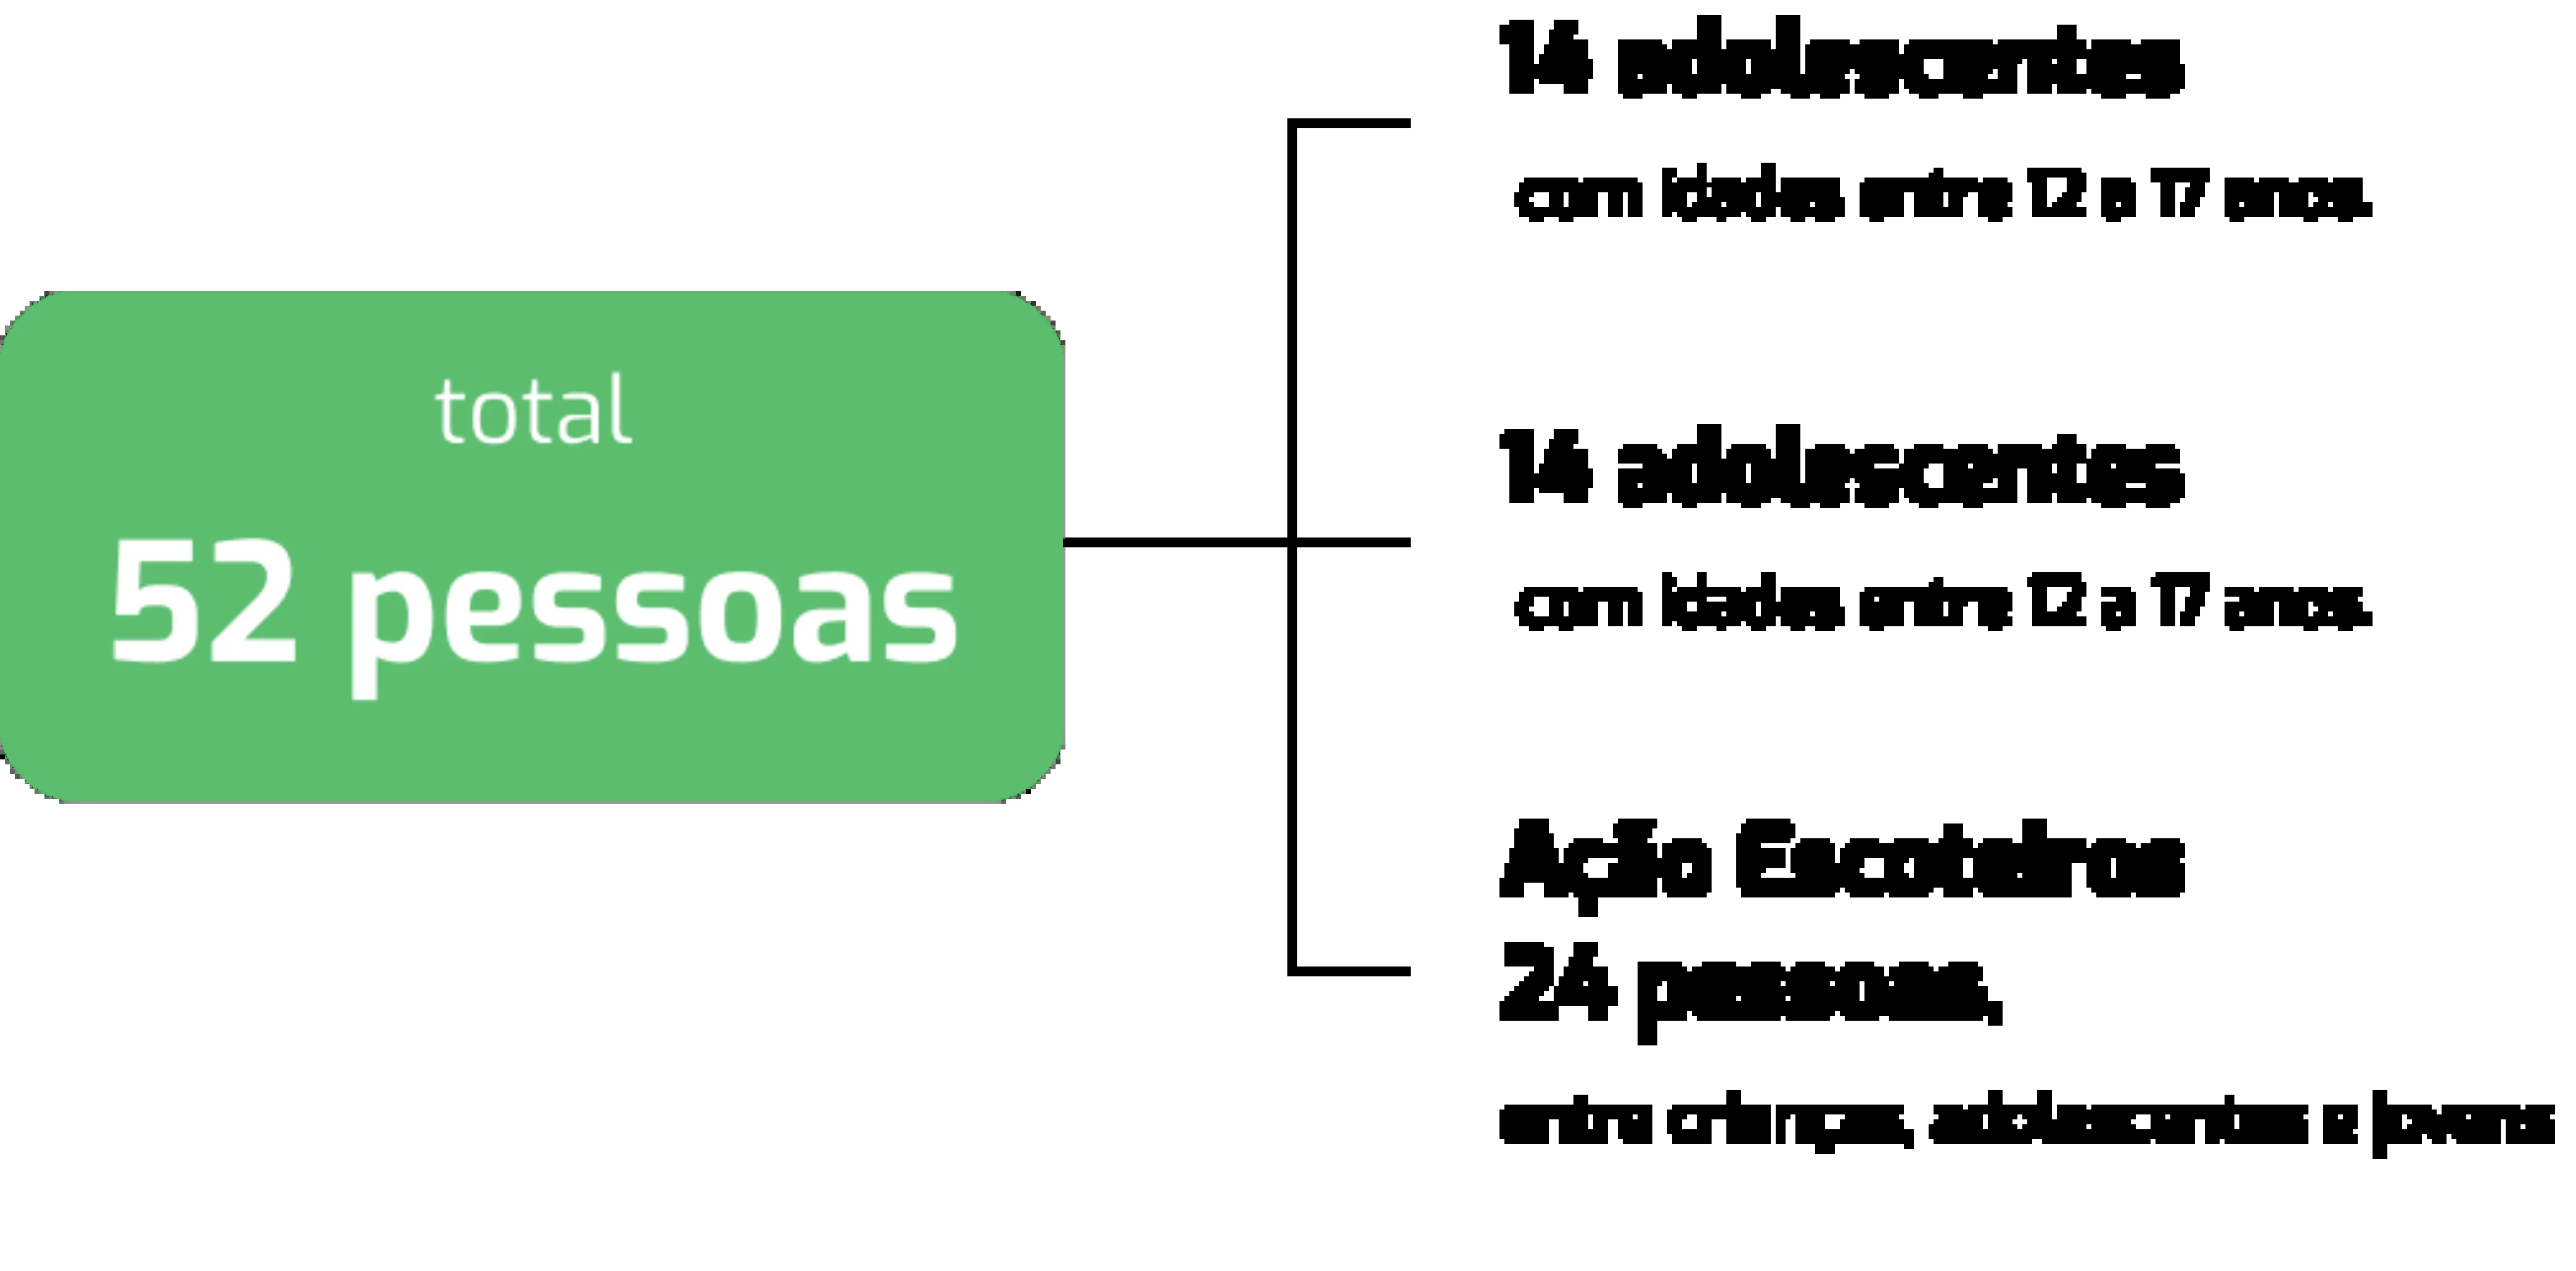 total
52 pessoas
14 adolescentes
com idades entre 12 a 17 anos.
14 adolescentes
com idades entre 12 a 17 anos.
Ação Escoteiros
24 pessoas,
entre crianças, adolescentes e jovens